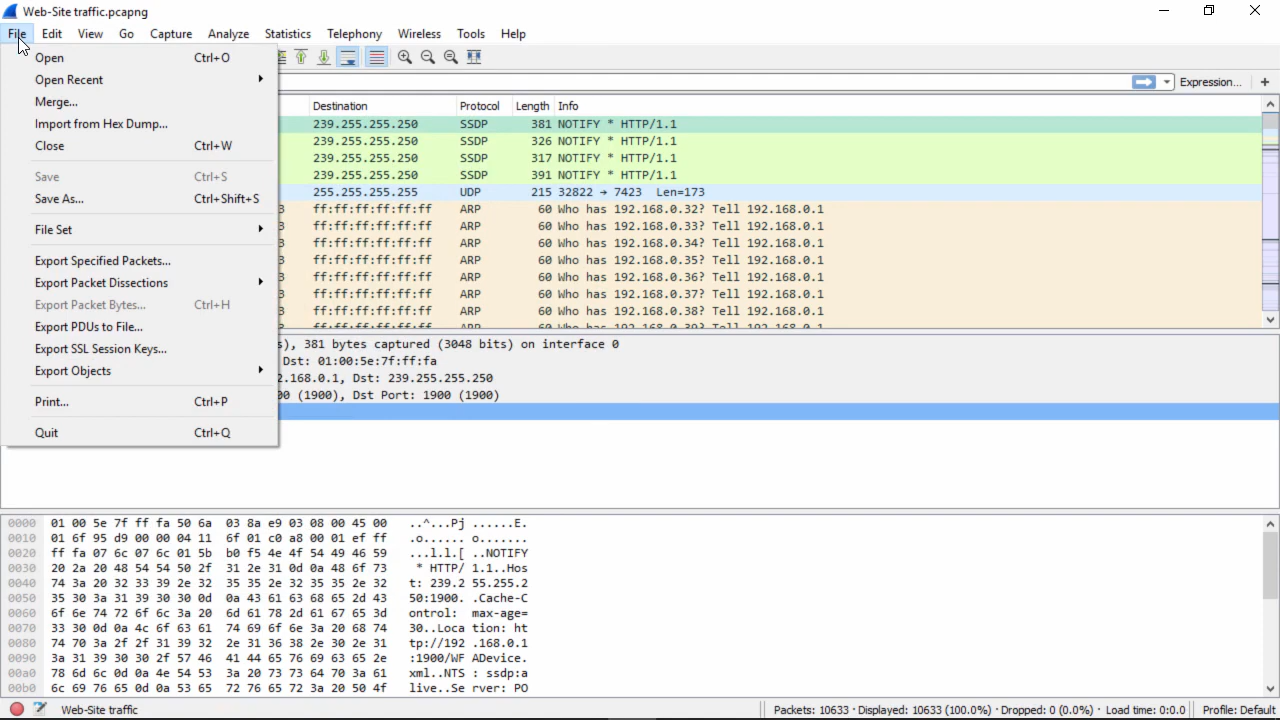 Web-Site traffic.pcapng
File Edit View Go Capture Analyze Statistics Telephony Wireless Tools Help
Open Ctrl+O
Open Recent
Merge...
Import from Hex Dump...
Close Ctrl+W
Save Ctrl+S
Save As... Ctrl+Shift+S
File Set
Export Specified Packets...
Export Packet Dissections
Export Packet Bytes... Ctrl+H
Export PDUs to File...
Export SSL Session Keys...
Export Objects
Print... Ctrl+P
Quit Ctrl+Q
Expression... +
Destination Protocol Length Info
239.255.255.250 SSDP 381 NOTIFY * HTTP/1.1
239.255.255.250 SSDP 326 NOTIFY * HTTP/1.1
239.255.255.250 SSDP 317 NOTIFY * HTTP/1.1
239.255.255.250 SSDP 391 NOTIFY * HTTP/1.1
255.255.255.255 UDP 215 32822 → 7423 Len=173
3 ff:ff:ff:ff:ff:ff ARP 60 Who has 192.168.0.32? Tell 192.168.0.1
3 ff:ff:ff:ff:ff:ff ARP 60 Who has 192.168.0.33? Tell 192.168.0.1
3 ff:ff:ff:ff:ff:ff ARP 60 Who has 192.168.0.34? Tell 192.168.0.1
3 ff:ff:ff:ff:ff:ff ARP 60 Who has 192.168.0.35? Tell 192.168.0.1
3 ff:ff:ff:ff:ff:ff ARP 60 Who has 192.168.0.36? Tell 192.168.0.1
3 ff:ff:ff:ff:ff:ff ARP 60 Who has 192.168.0.37? Tell 192.168.0.1
3 ff:ff:ff:ff:ff:ff ARP 60 Who has 192.168.0.38? Tell 192.168.0.1
3 ff:ff:ff:ff:ff:ff ARP 60 Who has 192.168.0.39? Tell 192.168.0.1
s), 381 bytes captured (3048 bits) on interface 0
Dst: 01:00:5e:7f:ff:fa
2.168.0.1, Dst: 239.255.255.250
00 (1900), Dst Port: 1900 (1900)
0000 01 00 5e 7f ff fa 50 6a 03 8a e9 03 08 00 45 00 ..^...Pj ......E.
0010 01 6f 95 d9 00 00 04 11 6f 01 c0 a8 00 01 ef ff .o...... o.......
0020 ff fa 07 6c 07 6c 01 5b b0 f5 4e 4f 54 49 46 59 ...l.l.[ ..NOTIFY
0030 20 2a 20 48 54 54 50 2f 31 2e 31 0d 0a 48 6f 73 * HTTP/ 1.1..Hos
0040 74 3a 20 32 33 39 2e 32 35 35 2e 32 35 35 2e 32 t: 239.2 55.255.2
0050 35 30 3a 31 39 30 30 0d 0a 43 61 63 68 65 2d 43 50:1900. .Cache-C
0060 6f 6e 74 72 6f 6c 3a 20 6d 61 78 2d 61 67 65 3d ontrol: max-age=
0070 33 30 0d 0a 4c 6f 63 61 74 69 6f 6e 3a 20 68 74 30..Loca tion: ht
0080 74 70 3a 2f 2f 31 39 32 2e 31 36 38 2e 30 2e 31 tp://192 .168.0.1
0090 3a 31 39 30 30 2f 57 46 41 44 65 76 69 63 65 2e :1900/WF ADevice.
00a0 78 6d 6c 0d 0a 4e 54 53 3a 20 73 73 64 70 3a 61 xml..NTS : ssdp:a
00b0 6c 69 76 65 0d 0a 53 65 72 76 65 72 3a 20 50 4f live..Se rver: PO
Web-Site traffic Packets: 10633 · Displayed: 10633 (100.0%) · Dropped: 0 (0.0%) · Load time: 0:0.0 Profile: Default